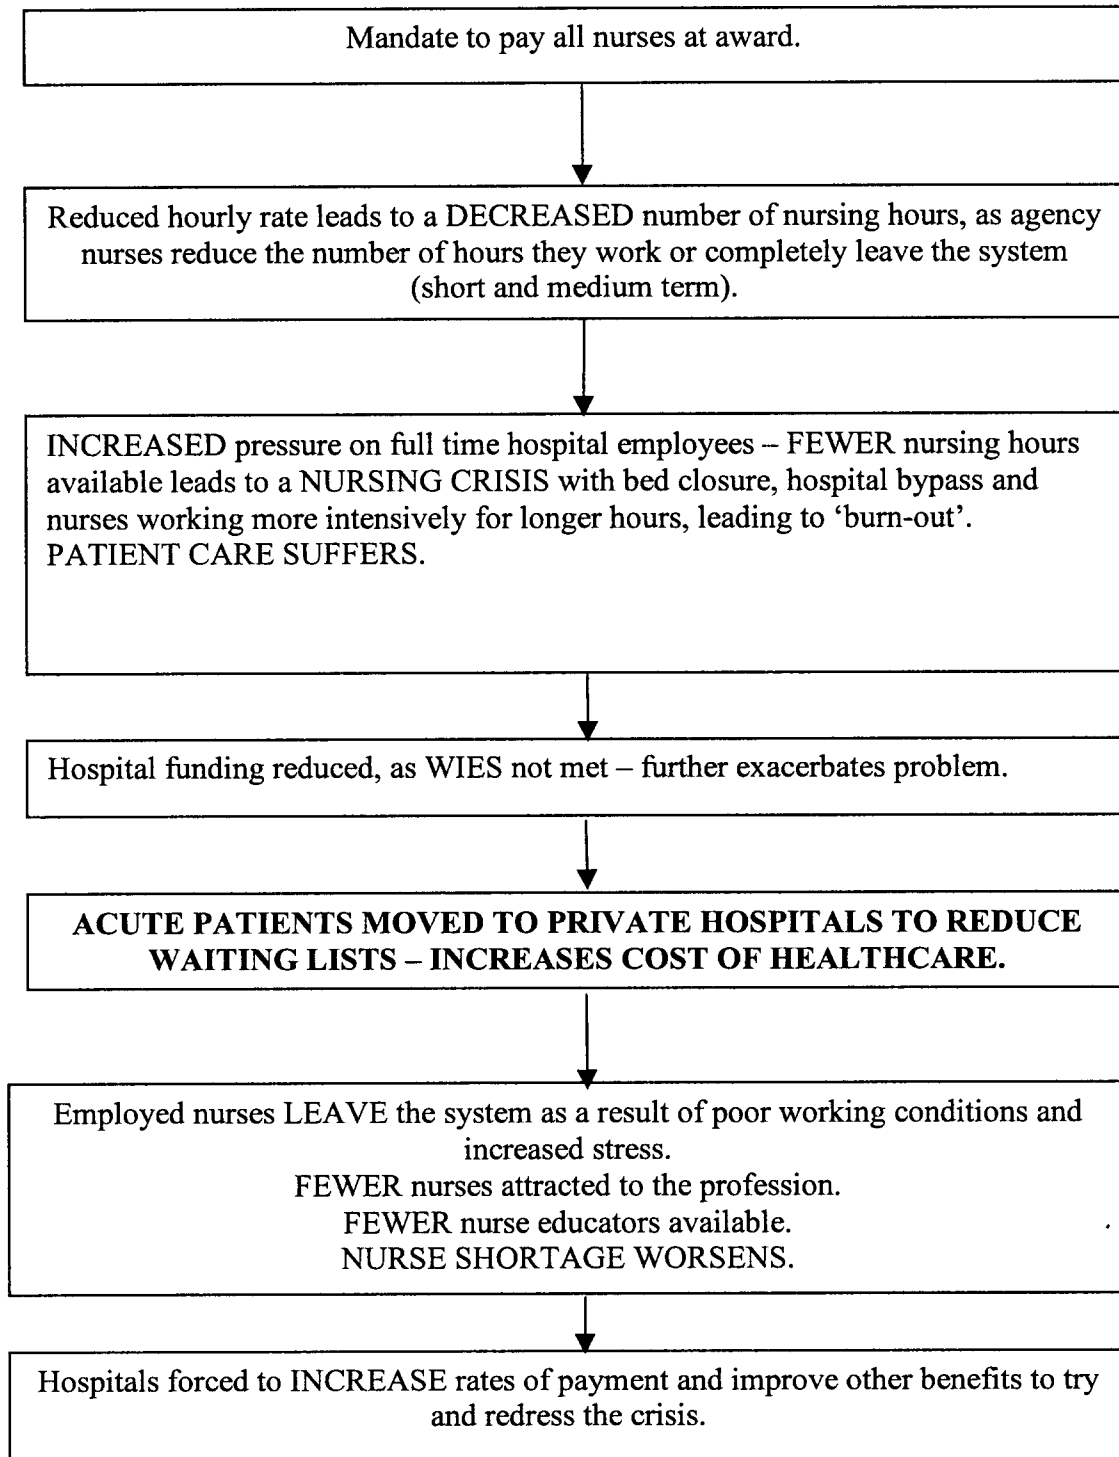 Mandate to pay all nurses at award.
Reduced hourly rate leads to a DECREASED number of nursing hours, as agency
nurses reduce the number of hours they work or completely leave the system
(short and medium term).
INCREASED pressure on full time hospital employees – FEWER nursing hours
available leads to a NURSING CRISIS with bed closure, hospital bypass and
nurses working more intensively for longer hours, leading to ‘burn-out’.
PATIENT CARE SUFFERS.
Hospital funding reduced, as WIES not met – further exacerbates problem.
ACUTE PATIENTS MOVED TO PRIVATE HOSPITALS TO REDUCE
WAITING LISTS – INCREASES COST OF HEALTHCARE.
Employed nurses LEAVE the system as a result of poor working conditions and
increased stress.
FEWER nurses attracted to the profession.
FEWER nurse educators available.
NURSE SHORTAGE WORSENS.
Hospitals forced to INCREASE rates of payment and improve other benefits to try
and redress the crisis.